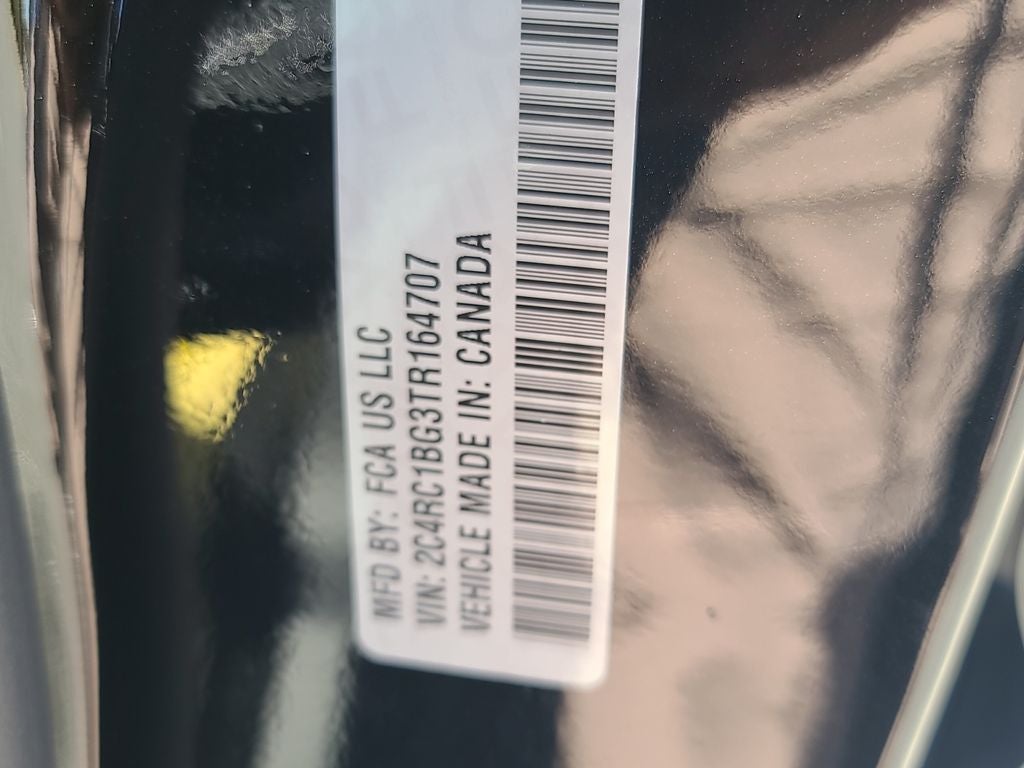 MFD BY: FCA US LLC
VIN: 2C4RC1BG3TR164707
VEHICLE MADE IN: CANADA